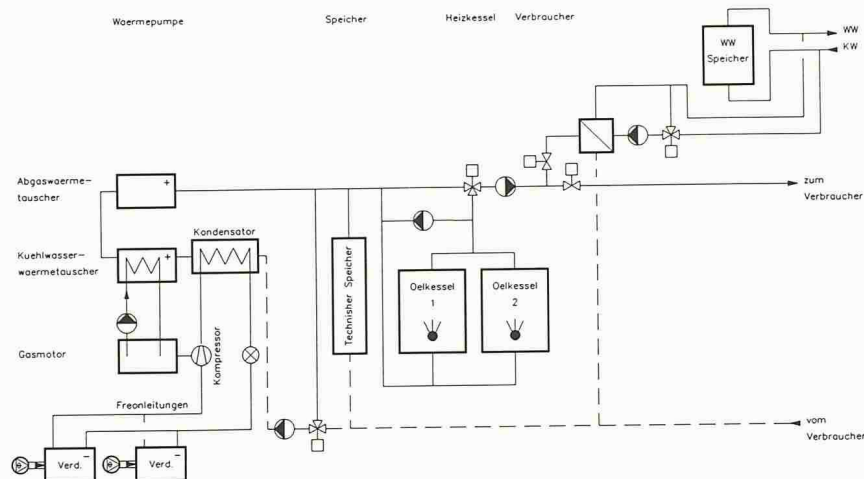 Waermepumpe
Speicher
Heizkessel
Verbraucher
WW
Speicher
WW
KW
Abgaswaerme-
tauscher
zum
Verbraucher
Kondensator
Kuehlwasser-
waermetauscher
Technisher Speicher
Oelkessel
1
Oelkessel
2
Gasmotor
Kompressor
Freonleitungen
vom
Verbraucher
Verd.
Verd.